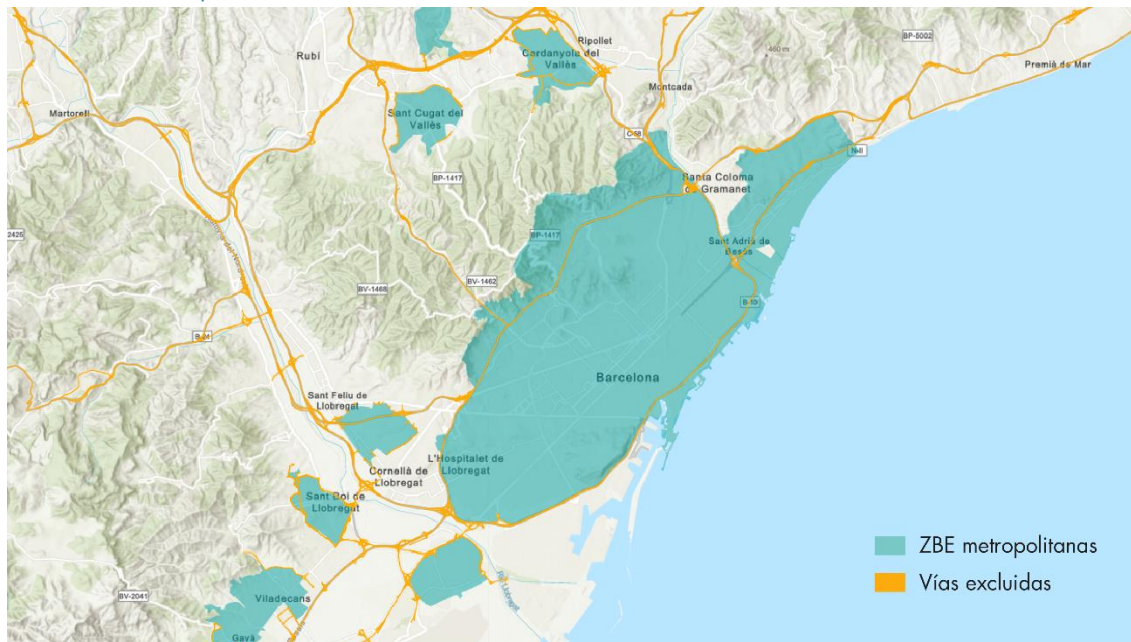 Ripollet
Cerdanyola del
Vallès
460 m
BP-5002
Rubí
Premià de Mar
Montcada
Martorell
Sant Cugat del
Vallès
C-58
N-II
Santa Coloma
de Gramanet
BP-1417
2425
BP-1417
Sant Adrià de
Besòs
BV-1462
BV-1468
B-10
B-24
Barcelona
Sant Feliu de
Llobregat
L'Hospitalet de
Llobregat
Cornellà de
Llobregat
Sant Boi de
Llobregat
ZBE metropolitanas
Vías excluidas
BV-2041
Viladecans
Gavà